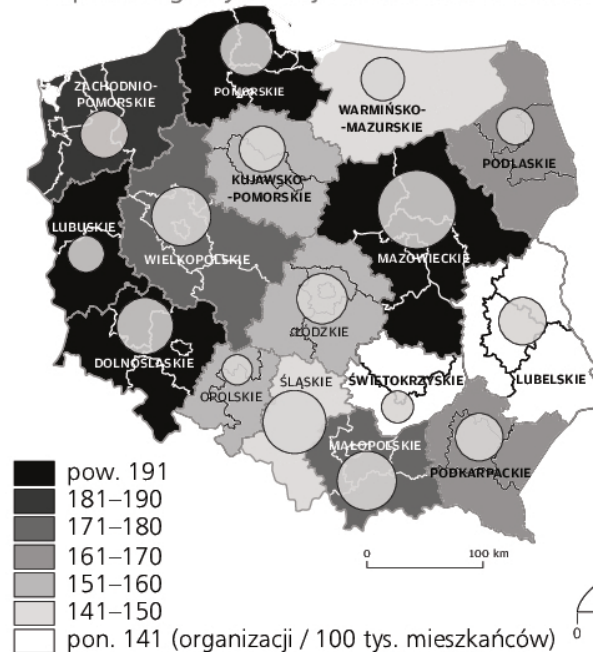 ZACHODNIO-
POMORSKIE
POMORSKIE
WARMIŃSKO-
-MAZURSKIE
PODLASKIE
KUJAWSKO-
-POMORSKIE
LUBUSKIE
WIELKOPOLSKIE
MAZOWIECKIE
ŁÓDZKIE
DOLNOŚLĄSKIE
OPOLSKIE
ŚLĄSKIE
ŚWIĘTOKRZYSKIE
LUBELSKIE
MAŁOPOLSKIE
PODKARPACKIE
0 100 km
pow. 191
181–190
171–180
161–170
151–160
141–150
pon. 141 (organizacji / 100 tys. mieszkańców)
0